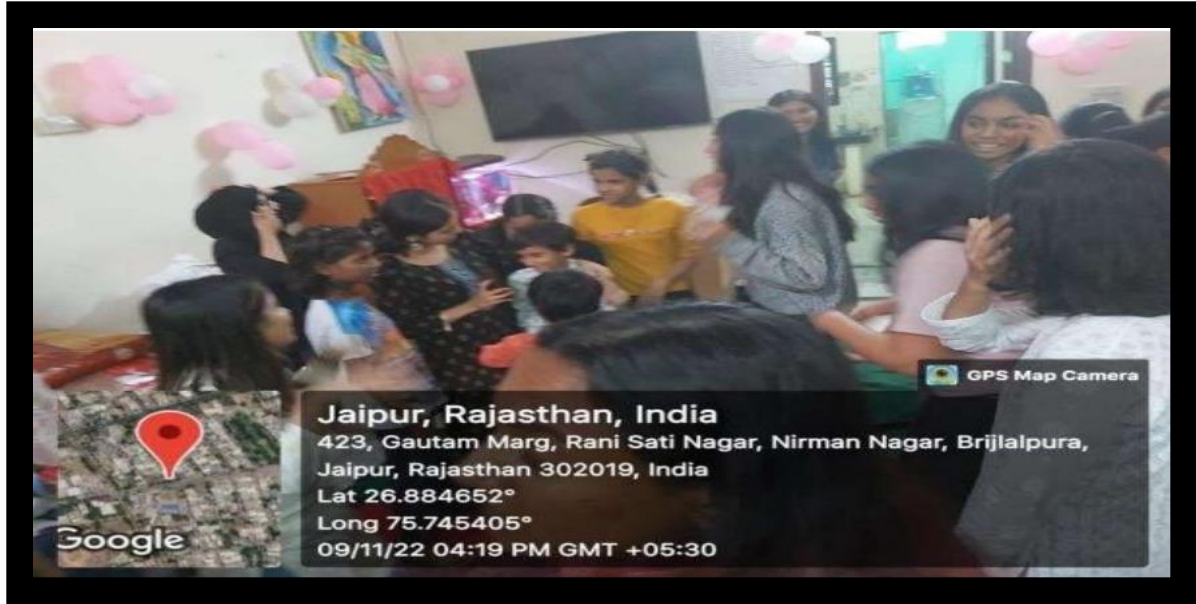 GPS Map Camera
Jaipur, Rajasthan, India
423, Gautam Marg, Rani Sati Nagar, Nirman Nagar, Brijlalpura,
Jaipur, Rajasthan 302019, India
Lat 26.884652°
Long 75.745405°
09/11/22 04:19 PM GMT +05:30
Google